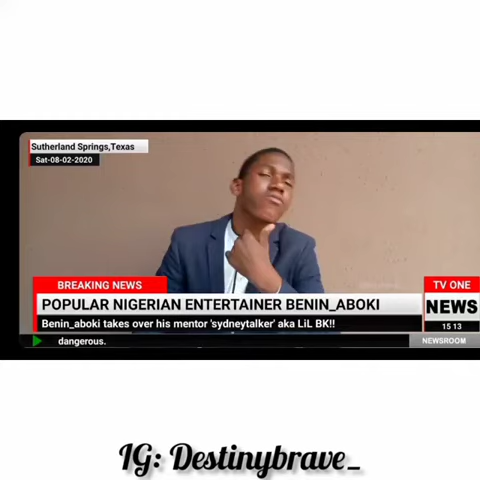 Sutherland Springs,Texas
Sat-08-02-2020
BREAKING NEWS
POPULAR NIGERIAN ENTERTAINER BENIN_ABOKI
Benin_aboki takes over his mentor 'sydneytalker' aka LiL BK!!
dangerous.
TV ONE
NEWS
15 13
NEWSROOM
IG: Destinybrave_